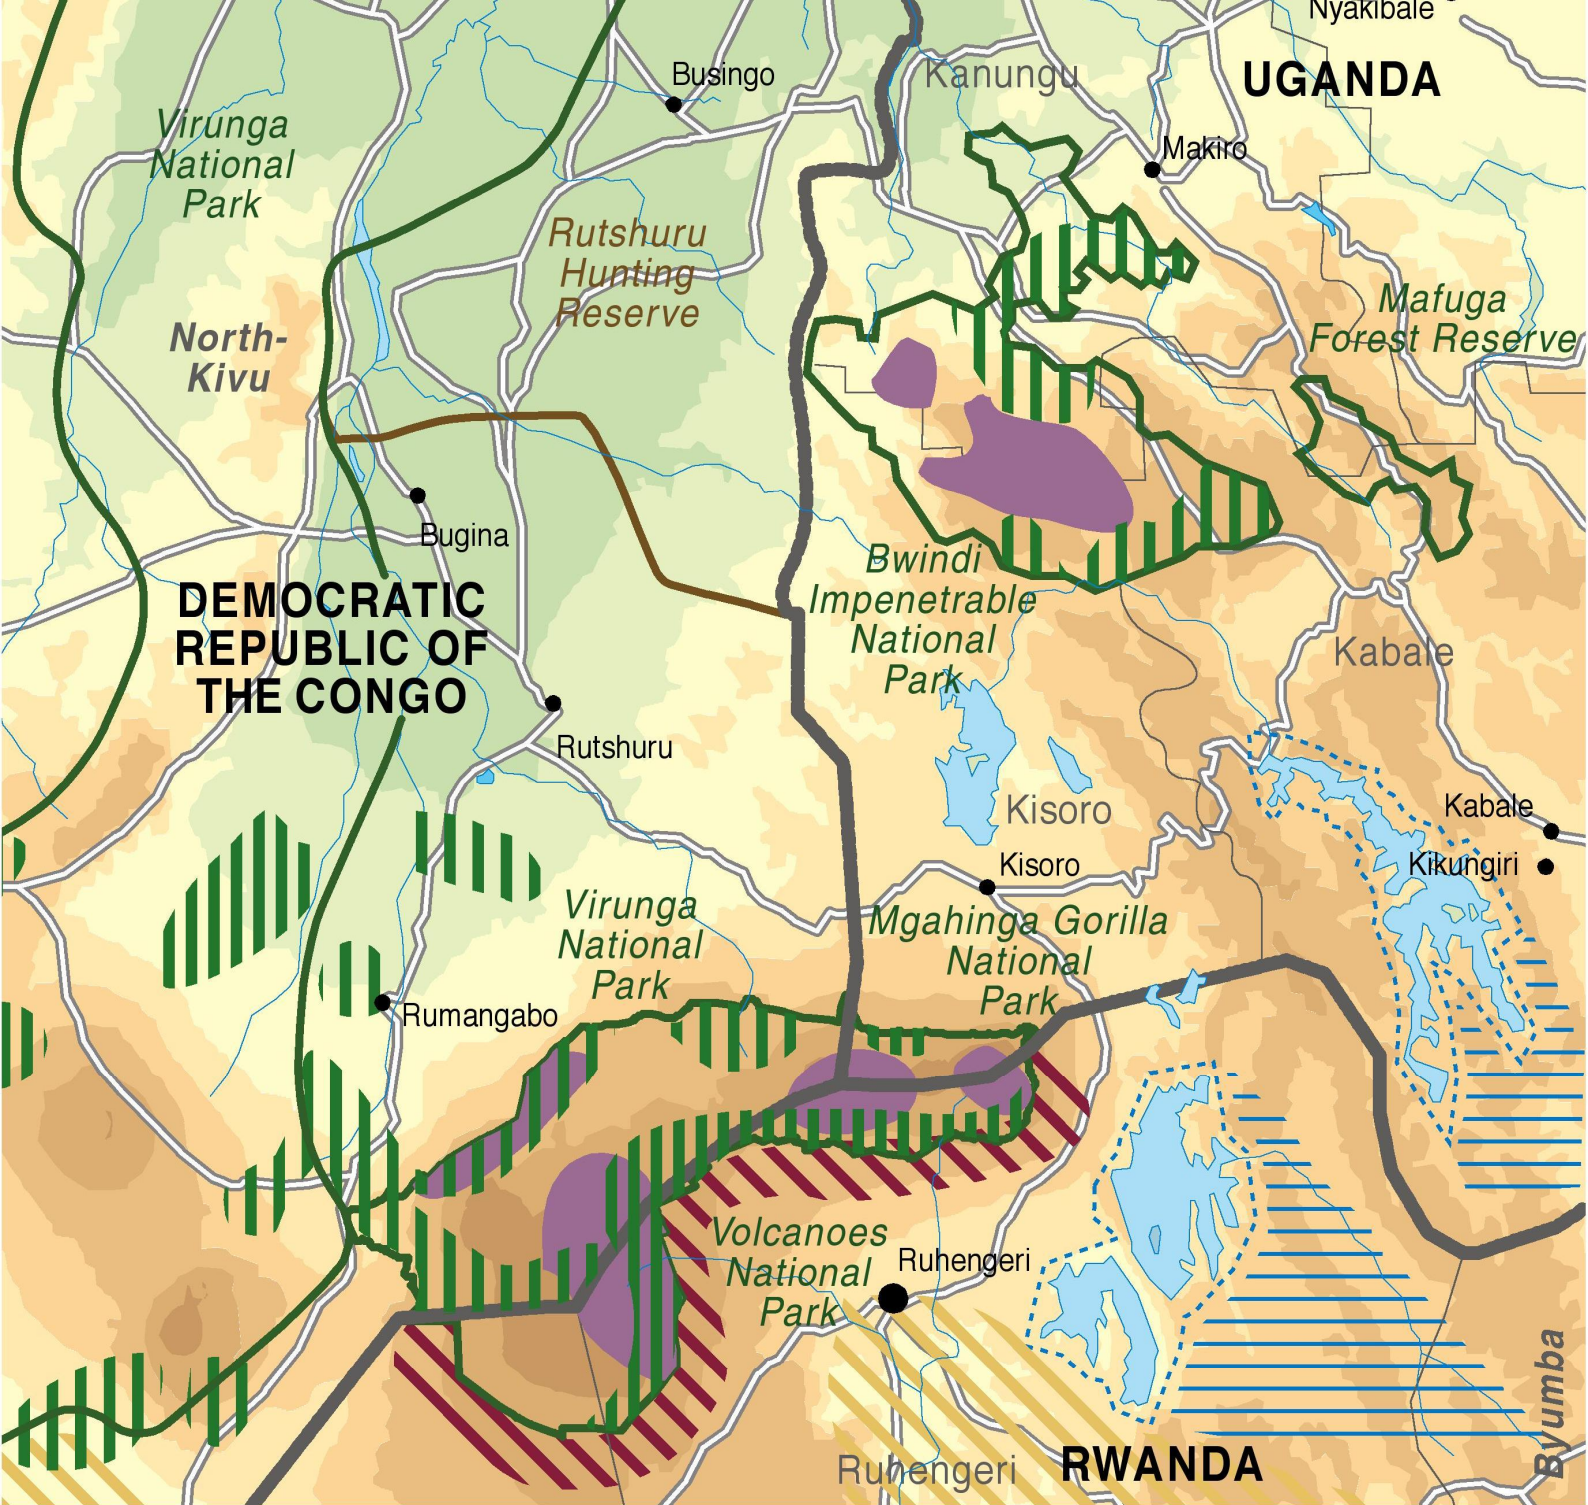 Nyakibale
Busingo
Kanungu
UGANDA
Virunga
National
Park
Makiro
Rutshuru
Hunting
Reserve
Mafuga
Forest Reserve
North-
Kivu
Bugina
Bwindi
Impenetrable
National
Park
DEMOCRATIC
REPUBLIC OF
THE CONGO
Kabale
Rutshuru
Kisoro
Kabale
Kisoro
Kikungiri
Virunga
National
Park
Mgahinga Gorilla
National
Park
Rumangabo
Volcanoes
National
Park
Ruhengeri
Byumba
Ruhengeri
RWANDA